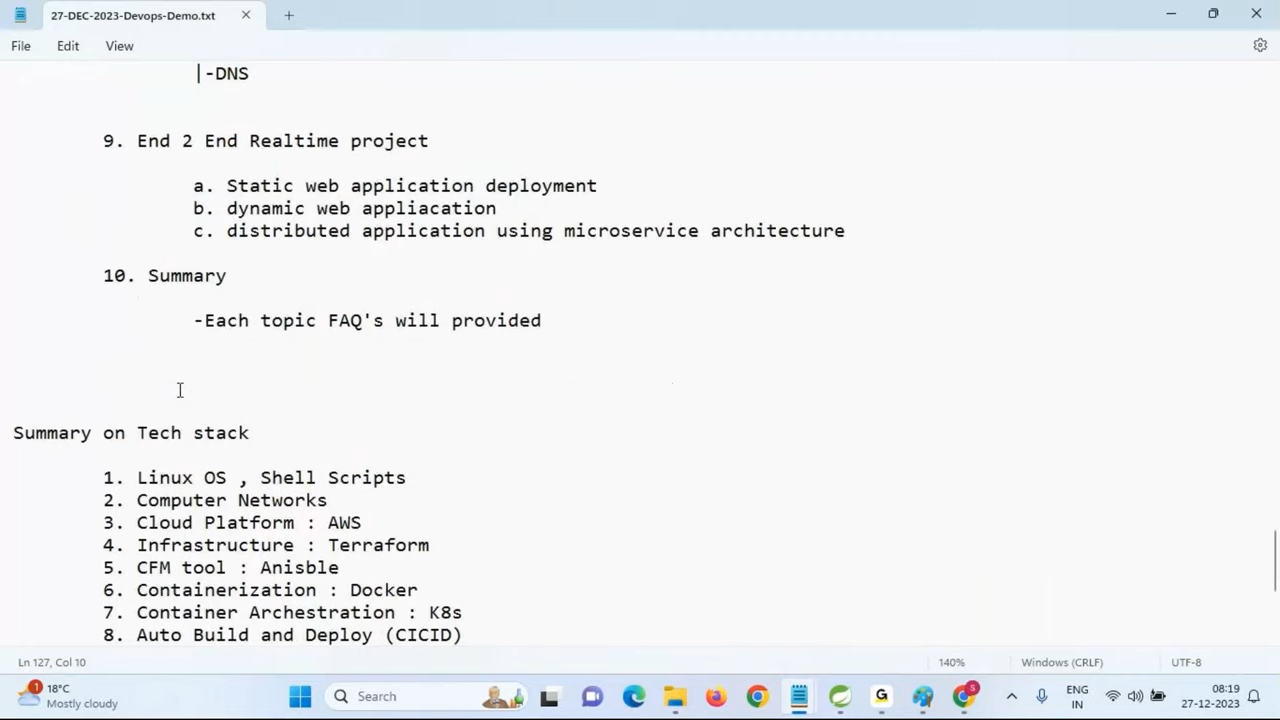 27-DEC-2023-Devops-Demo.txt
File Edit View
|-DNS
9. End 2 End Realtime project
a. Static web application deployment
b. dynamic web appliacation
c. distributed application using microservice architecture
10. Summary
-Each topic FAQ's will provided
Summary on Tech stack
1. Linux OS , Shell Scripts
2. Computer Networks
3. Cloud Platform : AWS
4. Infrastructure : Terraform
5. CFM tool : Anisble
6. Containerization : Docker
7. Container Archestration : K8s
8. Auto Build and Deploy (CICID)
Ln 127, Col 10 140% Windows (CRLF) UTF-8
1 18°C
Mostly cloudy
Search
G
5
ENG
IN
08:19
27-12-2023